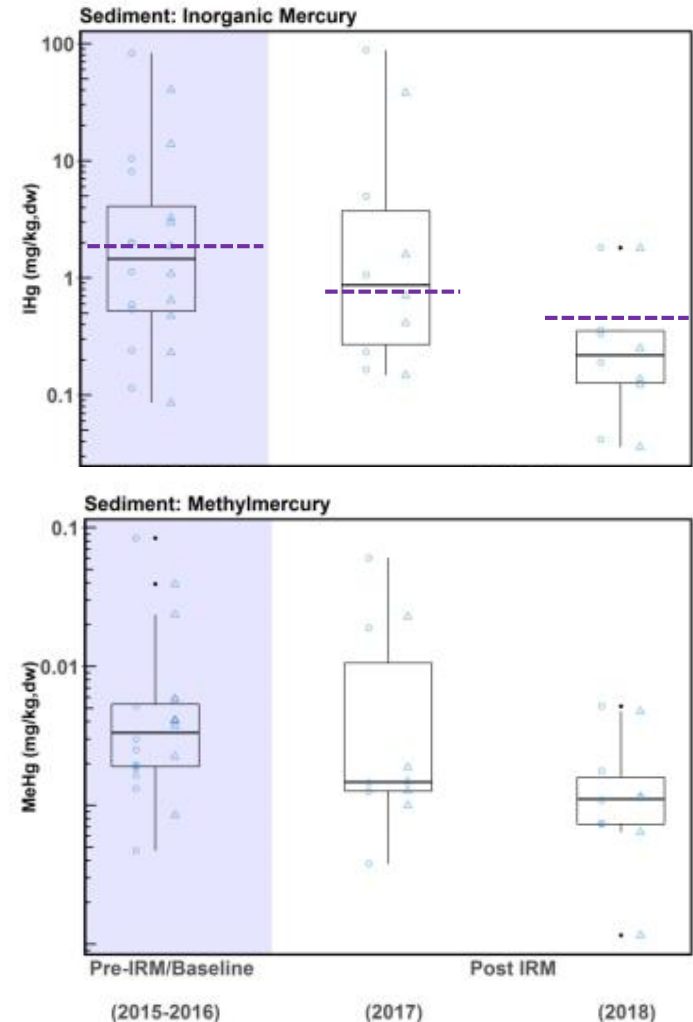 Sediment: Inorganic Mercury
100
10
1
0.1
IHg (mg/kg,dw)
Sediment: Methylmercury
0.1
0.01
MeHg (mg/kg,dw)
Pre-IRM/Baseline Post IRM
(2015-2016) (2017) (2018)